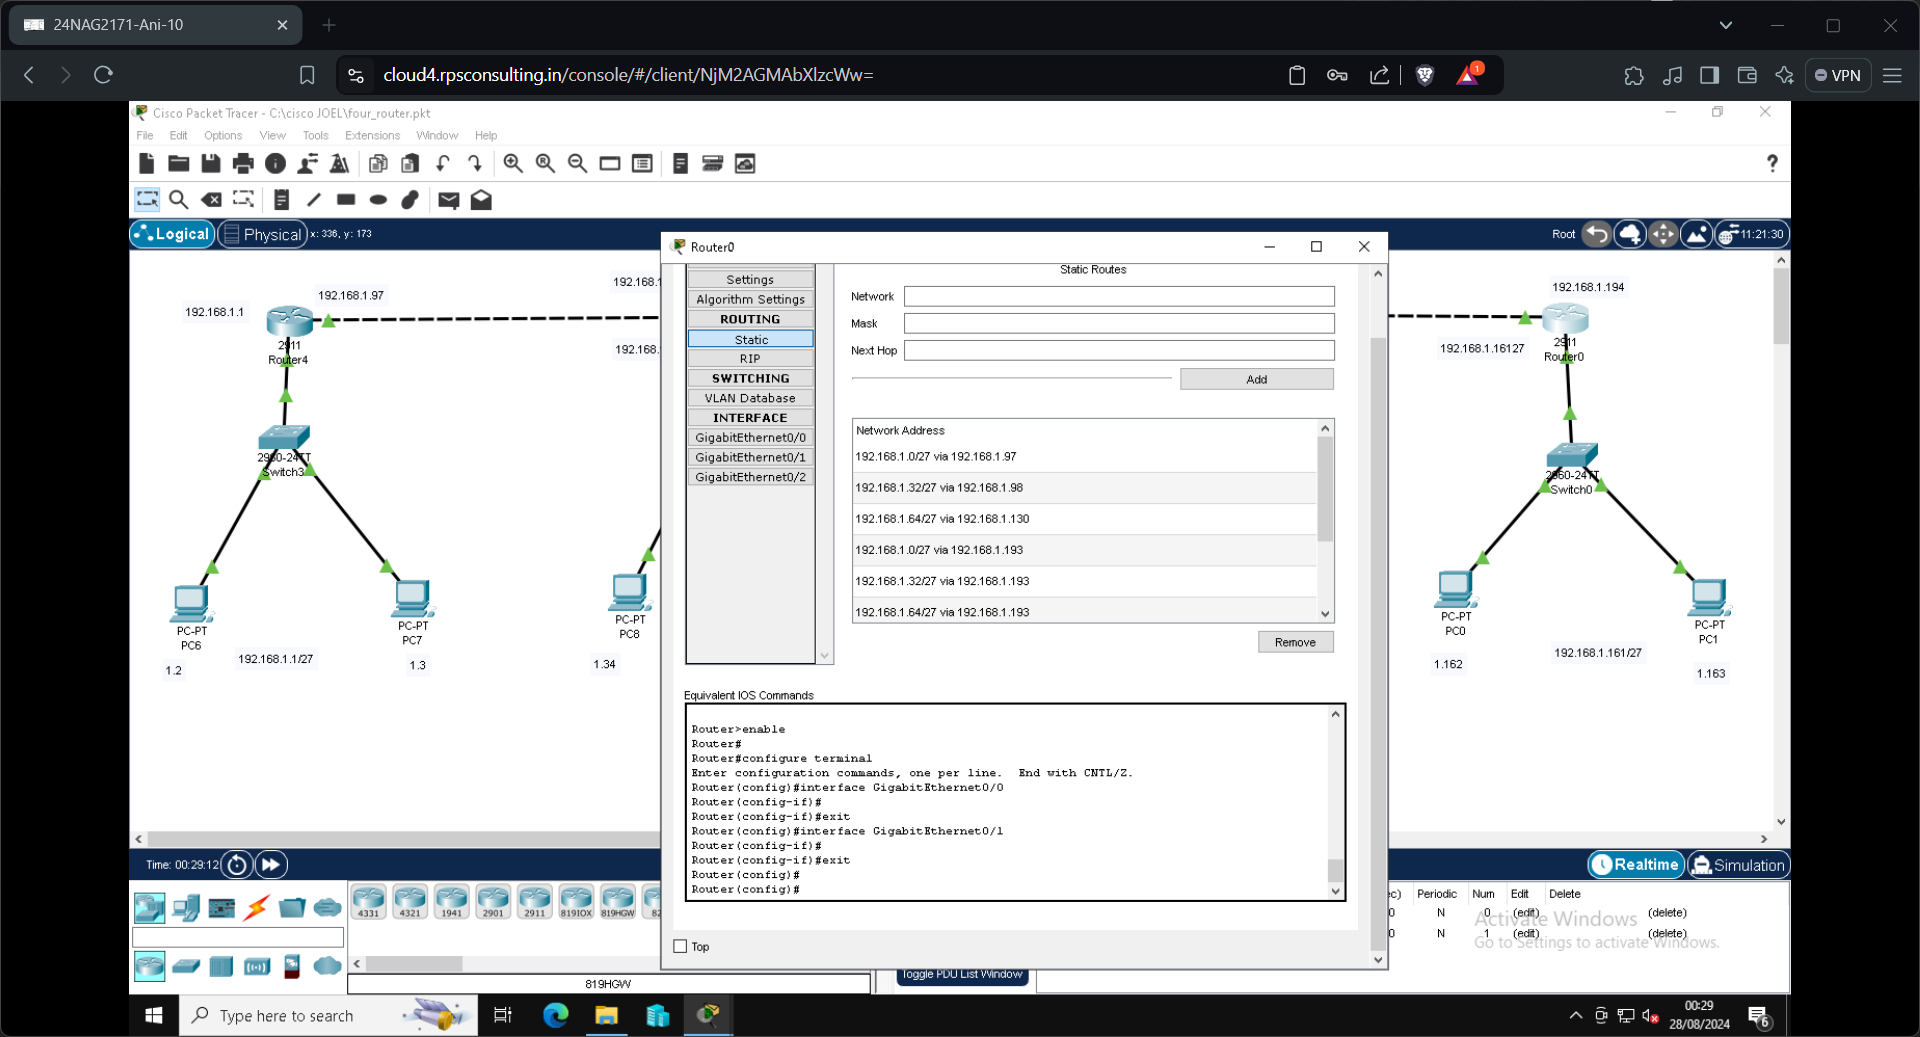 24NAG2171-Ani-10
cloud4.rpsconsulting.in/console/#/client/NjM2AGMAbXlzcWw=
1
VPN
Cisco Packet Tracer - C:\cisco JOEL\four_router.pkt
File Edit Options View Tools Extensions Window Help
?
Logical Physical x: 336, y: 173
Root 11:21:30
192.168.1.1
192.168.1.97
2911
Router4
2960-24TT
Switch3
PC-PT
PC6
1.2
192.168.1.1/27
PC-PT
PC7
1.3
192.168.1
192.168.
PC-PT
PC8
1.34
Router0
Settings
Algorithm Settings
ROUTING
Static
RIP
SWITCHING
VLAN Database
INTERFACE
GigabitEthernet0/0
GigabitEthernet0/1
GigabitEthernet0/2
Static Routes
Network
Mask
Next Hop
Add
Network Address
192.168.1.0/27 via 192.168.1.97
192.168.1.32/27 via 192.168.1.98
192.168.1.64/27 via 192.168.1.130
192.168.1.0/27 via 192.168.1.193
192.168.1.32/27 via 192.168.1.193
192.168.1.64/27 via 192.168.1.193
Remove
Equivalent IOS Commands
Router>enable
Router#
Router#configure terminal
Enter configuration commands, one per line. End with CNTL/Z.
Router(config)#interface GigabitEthernet0/0
Router(config-if)#
Router(config-if)#exit
Router(config)#interface GigabitEthernet0/1
Router(config-if)#
Router(config-if)#exit
Router(config)#
Router(config)#
Top
192.168.1.194
192.168.1.16127
2911
Router0
2960-24TT
Switch0
PC-PT
PC0
1.162
192.168.1.161/27
PC-PT
PC1
1.163
Time: 00:29:12
Realtime Simulation
4331 4321 1941 2901 2911 819IOX 819HGW 82
819HGW
Toggle PDU List Window
ec) Periodic Num Edit Delete
0 N 0 (edit) (delete)
0 N 1 (edit) (delete)
Activate Windows
Go to Settings to activate Windows.
Type here to search
00:29
28/08/2024
6